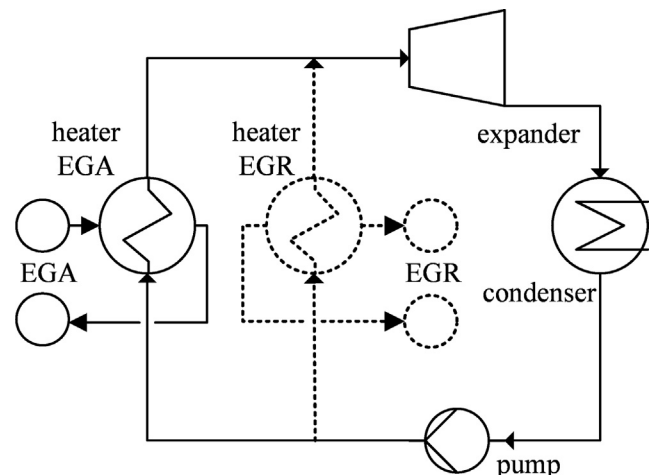 heater
EGA
heater
EGR
expander
EGA
EGR
condenser
pump